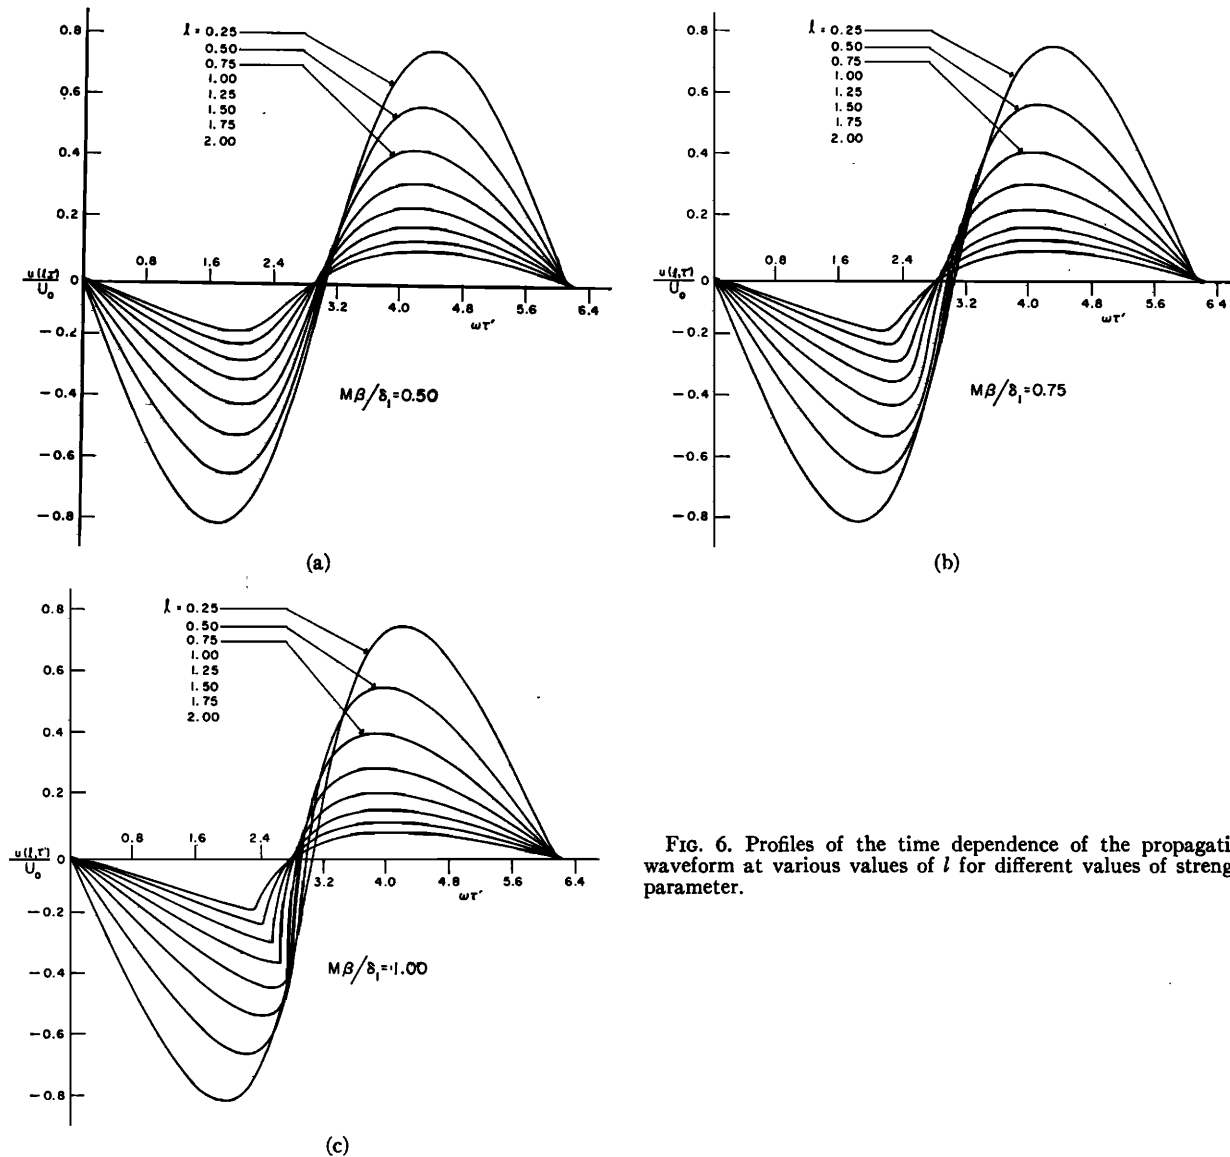 0.8
0.6
0.4
0.2
0
-0.2
-0.4
-0.6
-0.8
u(l,τ')
U₀
0.8 1.6 2.4
3.2 4.0 4.8 5.6 6.4
ωτ'
l = 0.25
0.50
0.75
1.00
1.25
1.50
1.75
2.00
Mβ/δ₁=0.50
(a)
0.8
0.6
0.4
0.2
0
-0.2
-0.4
-0.6
-0.8
u(l,τ')
U₀
0.8 1.6 2.4
3.2 4.0 4.8 5.6 6.4
ωτ'
l = 0.25
0.50
0.75
1.00
1.25
1.50
1.75
2.00
Mβ/δ₁=0.75
(b)
0.8
0.6
0.4
0.2
0
-0.2
-0.4
-0.6
-0.8
u(l,τ')
U₀
0.8 1.6 2.4
3.2 4.0 4.8 5.6 6.4
ωτ'
l = 0.25
0.50
0.75
1.00
1.25
1.50
1.75
2.00
Mβ/δ₁=1.00
(c)
FIG. 6. Profiles of the time dependence of the propagati
waveform at various values of l for different values of streng
parameter.